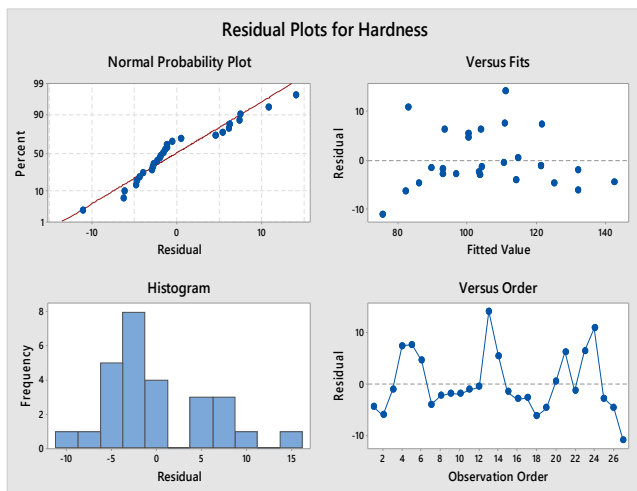 Residual Plots for Hardness
Normal Probability Plot
99
90
50
10
1
Percent
-10 0 10
Residual
Versus Fits
10
0
-10
Residual
80 100 120 140
Fitted Value
Histogram
8
6
4
2
0
Frequency
-10 -5 0 5 10 15
Residual
Versus Order
10
0
-10
Residual
2 4 6 8 10 12 14 16 18 20 22 24 26
Observation Order